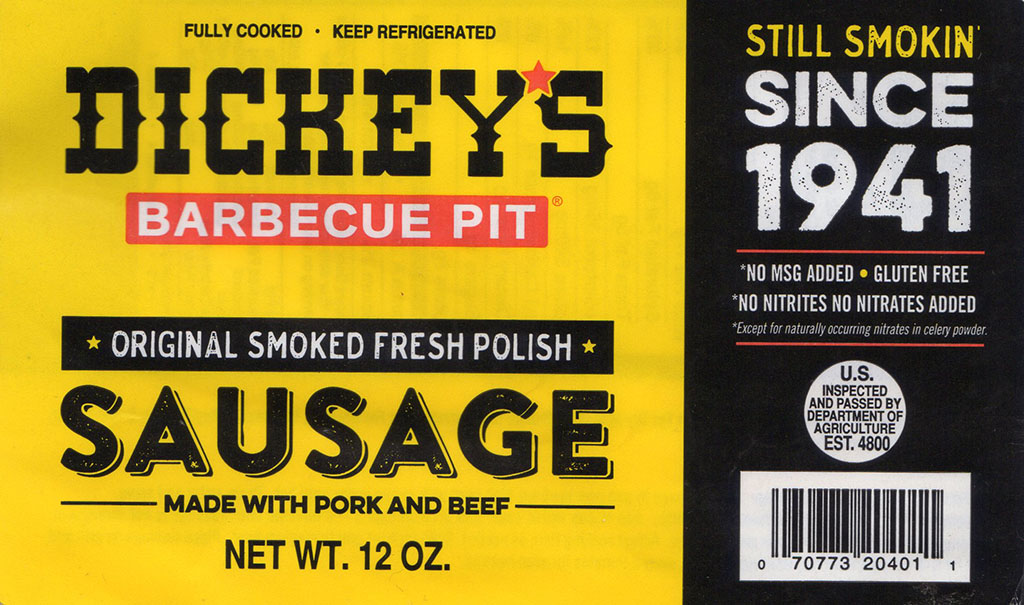 FULLY COOKED • KEEP REFRIGERATED
DICKEY'S
BARBECUE PIT®
ORIGINAL SMOKED FRESH POLISH
SAUSAGE
MADE WITH PORK AND BEEF
NET WT. 12 OZ.
STILL SMOKIN'
SINCE
1941
*NO MSG ADDED • GLUTEN FREE
*NO NITRITES NO NITRATES ADDED
*Except for naturally occurring nitrates in celery powder.
U.S.
INSPECTED
AND PASSED BY
DEPARTMENT OF
AGRICULTURE
EST. 4800
0 70773 20401 1